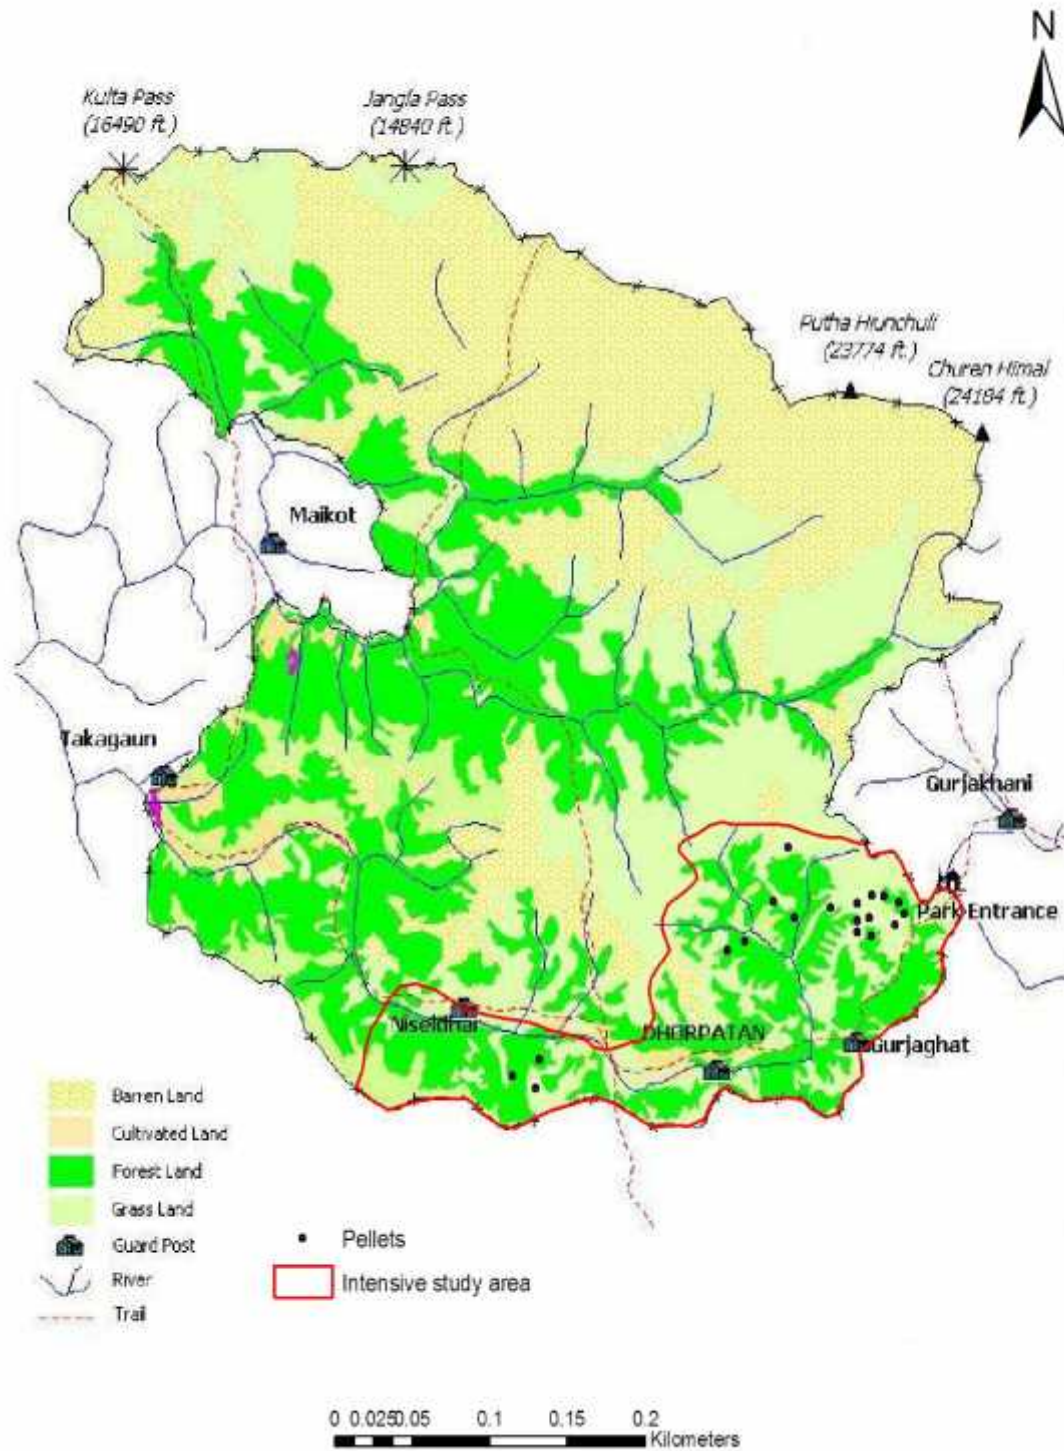 N
Kulta Pass
(16490 ft.)
Jangla Pass
(14840 ft.)
Putha Hiunchuli
(23774 ft.)
Churen Himal
(24184 ft.)
Maikot
Takagaun
Gurjakhani
Park Entrance
Niseldhar
DHORPATAN
Gurjaghat
Barren Land
Cultivated Land
Forest Land
Grass Land
Guard Post
River
Trail
Pellets
Intensive study area
0 0.025 0.05 0.1 0.15 0.2
Kilometers